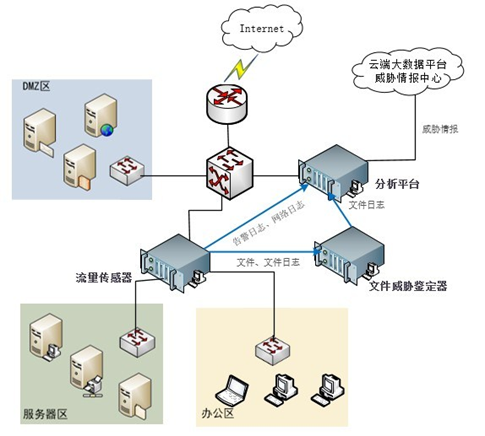 Internet
云端大数据平台
威胁情报中心
DMZ区
威胁情报
分析平台
告警日志、网络日志
文件日志
流里传感器
文件、文件日志
文件威胁鉴定器
服务器区
办公区